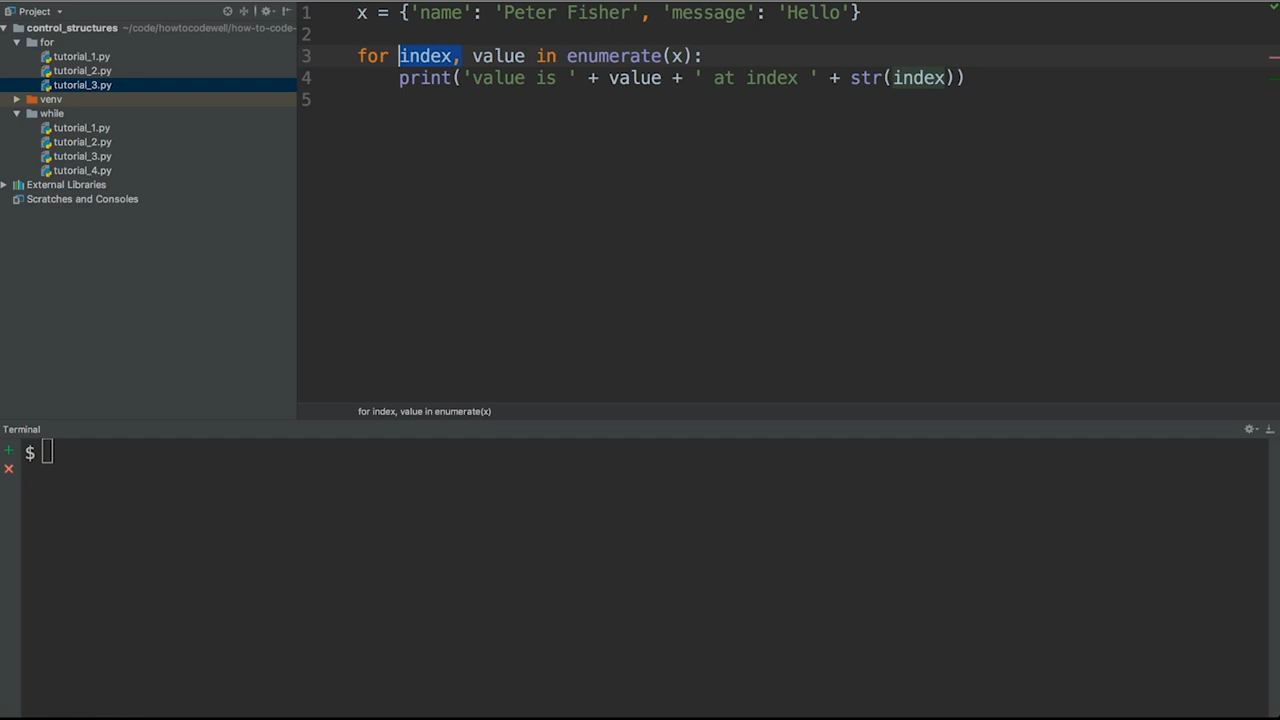 Project
control_structures ~/code/howtocodewell/how-to-code-
for
tutorial_1.py
tutorial_2.py
tutorial_3.py
venv
while
tutorial_1.py
tutorial_2.py
tutorial_3.py
tutorial_4.py
External Libraries
Scratches and Consoles
1 x = {'name': 'Peter Fisher', 'message': 'Hello'}
2
3 for index, value in enumerate(x):
4 print('value is ' + value + ' at index ' + str(index))
5
for index, value in enumerate(x)
Terminal
$